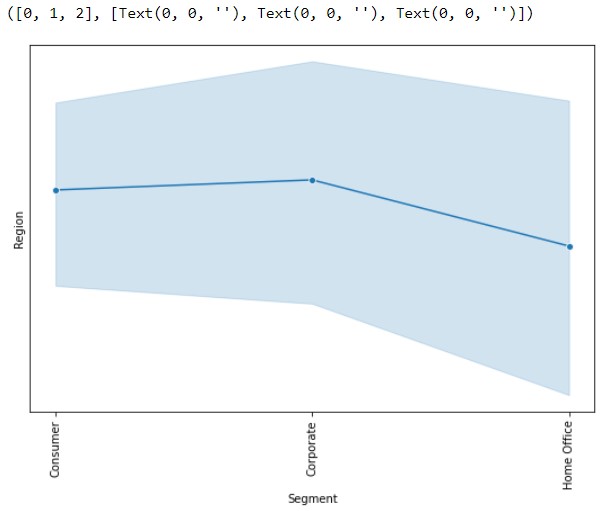 ([0, 1, 2], [Text(0, 0, ''), Text(0, 0, ''), Text(0, 0, '')])
Region
Consumer
Corporate
Home Office
Segment